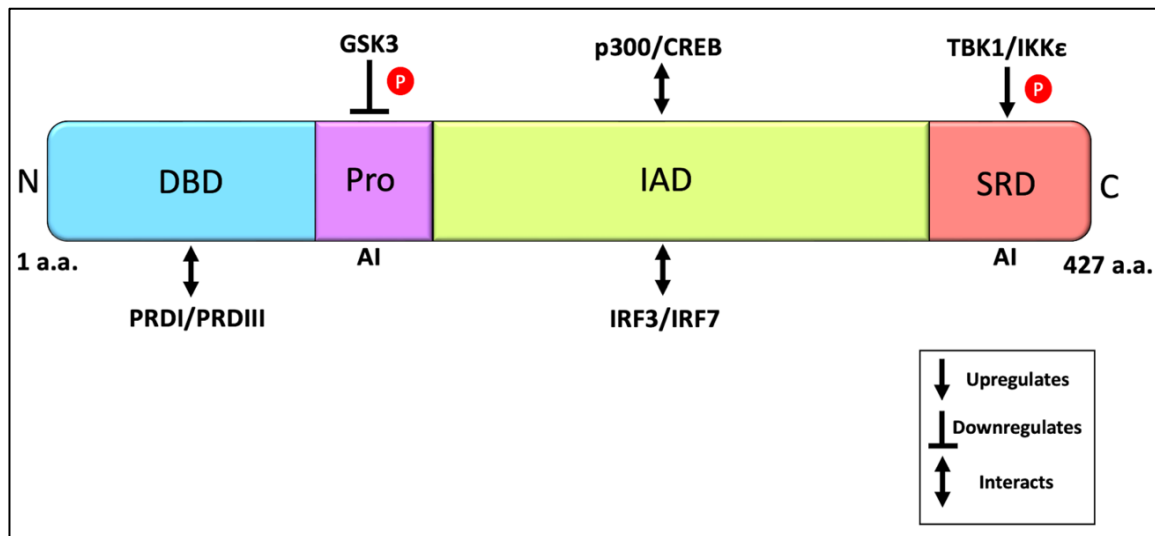 GSK3
p300/CREB
TBK1/IKKε
P
P
N
DBD
Pro
IAD
SRD
C
1 a.a.
AI
AI
427 a.a.
PRDI/PRDIII
IRF3/IRF7
Upregulates
Downregulates
Interacts